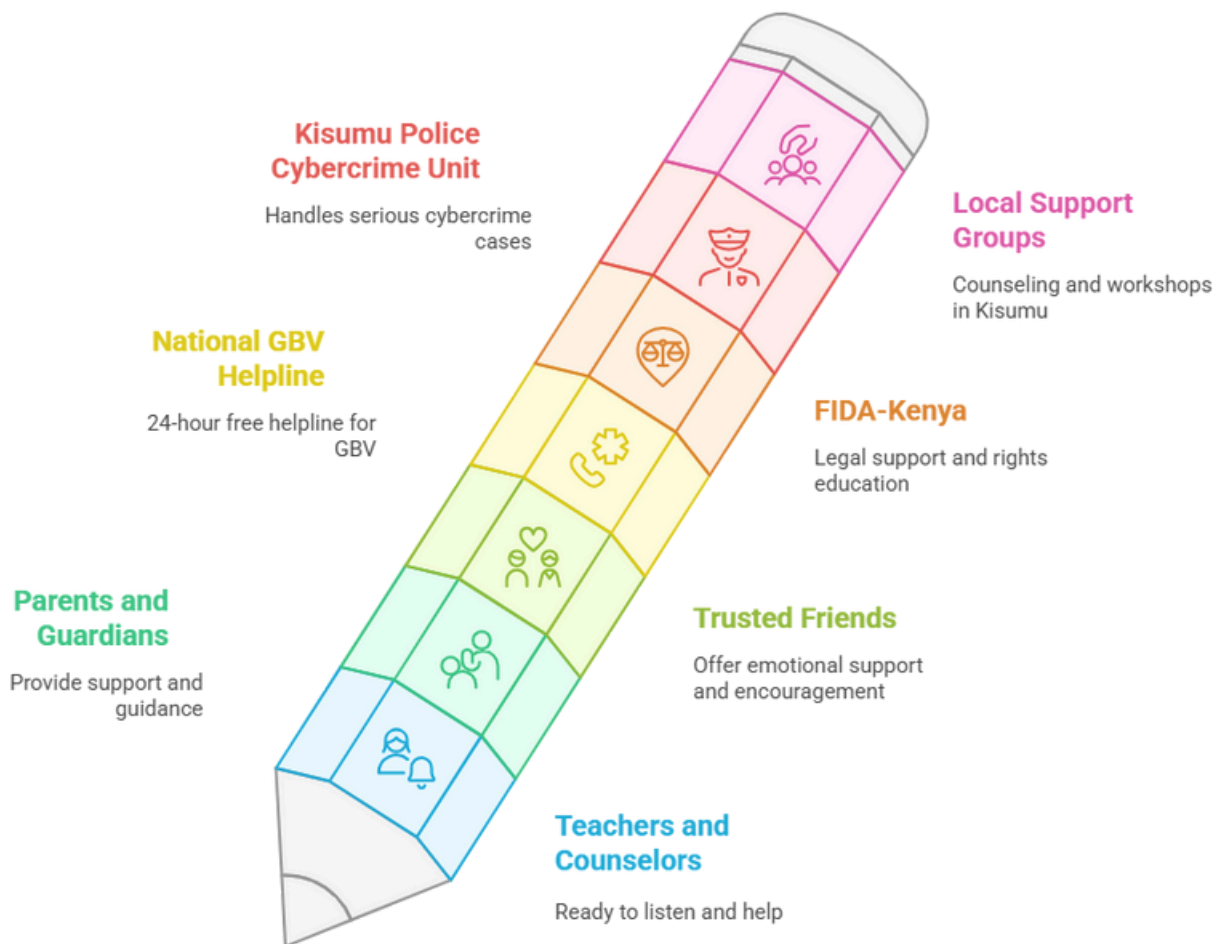 Kisumu Police
Cybercrime Unit
Handles serious cybercrime
cases
Local Support
Groups
Counseling and workshops
in Kisumu
National GBV
Helpline
24-hour free helpline for
GBV
FIDA-Kenya
Legal support and rights
education
Parents and
Guardians
Provide support and
guidance
Trusted Friends
Offer emotional support
and encouragement
Teachers and
Counselors
Ready to listen and help